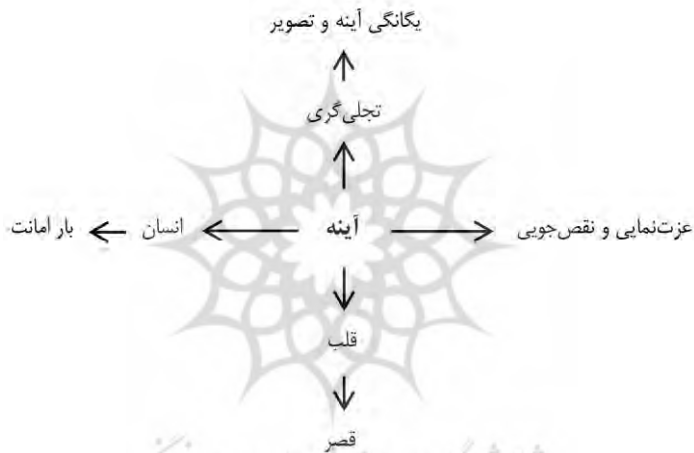 یگانگی آینه و تصویر
تجلی‌گری
عزت‌نمایی و نقص‌جویی
آینه
انسان
بار امانت
قلب
قصر